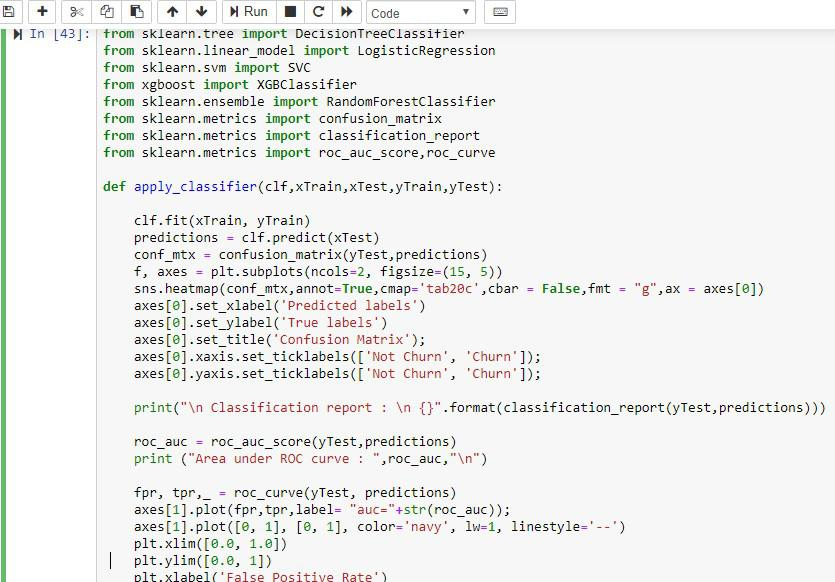 Run
Code
In [43]:
from sklearn.tree import DecisionTreeClassifier
from sklearn.linear_model import LogisticRegression
from sklearn.svm import SVC
from xgboost import XGBClassifier
from sklearn.ensemble import RandomForestClassifier
from sklearn.metrics import confusion_matrix
from sklearn.metrics import classification_report
from sklearn.metrics import roc_auc_score,roc_curve
def apply_classifier(clf,xTrain,xTest,yTrain,yTest):
clf.fit(xTrain, yTrain)
predictions = clf.predict(xTest)
conf_mtx = confusion_matrix(yTest,predictions)
f, axes = plt.subplots(ncols=2, figsize=(15, 5))
sns.heatmap(conf_mtx,annot=True,cmap='tab20c',cbar = False,fmt = "g",ax = axes[0])
axes[0].set_xlabel('Predicted labels')
axes[0].set_ylabel('True labels')
axes[0].set_title('Confusion Matrix');
axes[0].xaxis.set_ticklabels(['Not Churn', 'Churn']);
axes[0].yaxis.set_ticklabels(['Not Churn', 'Churn']);
print("\n Classification report : \n {}".format(classification_report(yTest,predictions)))
roc_auc = roc_auc_score(yTest,predictions)
print ("Area under ROC curve : ",roc_auc,"\n")
fpr, tpr,_ = roc_curve(yTest, predictions)
axes[1].plot(fpr,tpr,label= "auc="+str(roc_auc));
axes[1].plot([0, 1], [0, 1], color='navy', lw=1, linestyle='--')
plt.xlim([0.0, 1.0])
plt.ylim([0.0, 1])
plt.xlabel('False Positive Rate')